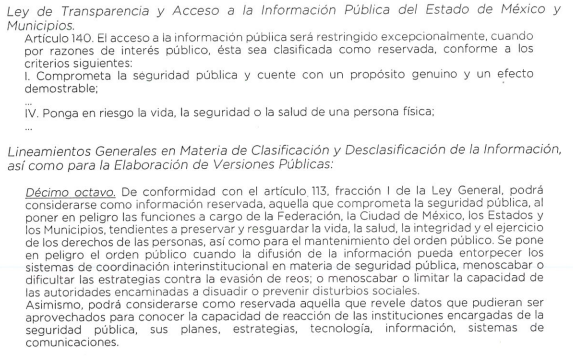 Ley de Transparencia y Acceso a la Información Pública del Estado de México y
Municipios.
Artículo 140. El acceso a la información pública será restringido excepcionalmente, cuando
por razones de interés público, ésta sea clasificada como reservada, conforme a los
criterios siguientes:
I. Comprometa la seguridad pública y cuente con un propósito genuino y un efecto
demostrable;
...
IV. Ponga en riesgo la vida, la seguridad o la salud de una persona física;
...
Lineamientos Generales en Materia de Clasificación y Desclasificación de la Información,
así como para la Elaboración de Versiones Públicas:
Décimo octavo. De conformidad con el artículo 113, fracción I de la Ley General, podrá
considerarse como información reservada, aquella que comprometa la seguridad pública, al
poner en peligro las funciones a cargo de la Federación, la Ciudad de México, los Estados y
los Municipios, tendientes a preservar y resguardar la vida, la salud, la integridad y el ejercicio
de los derechos de las personas, así como para el mantenimiento del orden público. Se pone
en peligro el orden público cuando la difusión de la información pueda entorpecer los
sistemas de coordinación interinstitucional en materia de seguridad pública, menoscabar o
dificultar las estrategias contra la evasión de reos; o menoscabar o limitar la capacidad de
las autoridades encaminadas a disuadir o prevenir disturbios sociales.
Asimismo, podrá considerarse como reservada aquella que revele datos que pudieran ser
aprovechados para conocer la capacidad de reacción de las instituciones encargadas de la
seguridad pública, sus planes, estrategias, tecnología, información, sistemas de
comunicaciones.